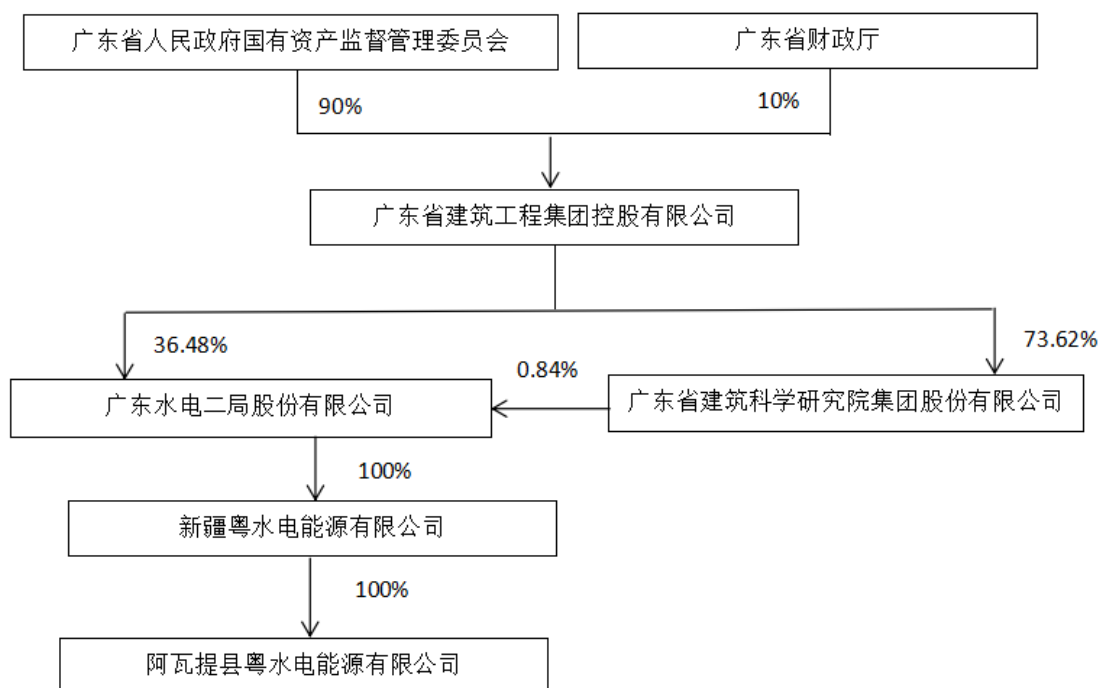 广东省人民政府国有资产监督管理委员会
广东省财政厅
90%
10%
广东省建筑工程集团控股有限公司
36.48%
73.62%
0.84%
广东水电二局股份有限公司
广东省建筑科学研究院集团股份有限公司
100%
新疆粤水电能源有限公司
100%
阿瓦提县粤水电能源有限公司